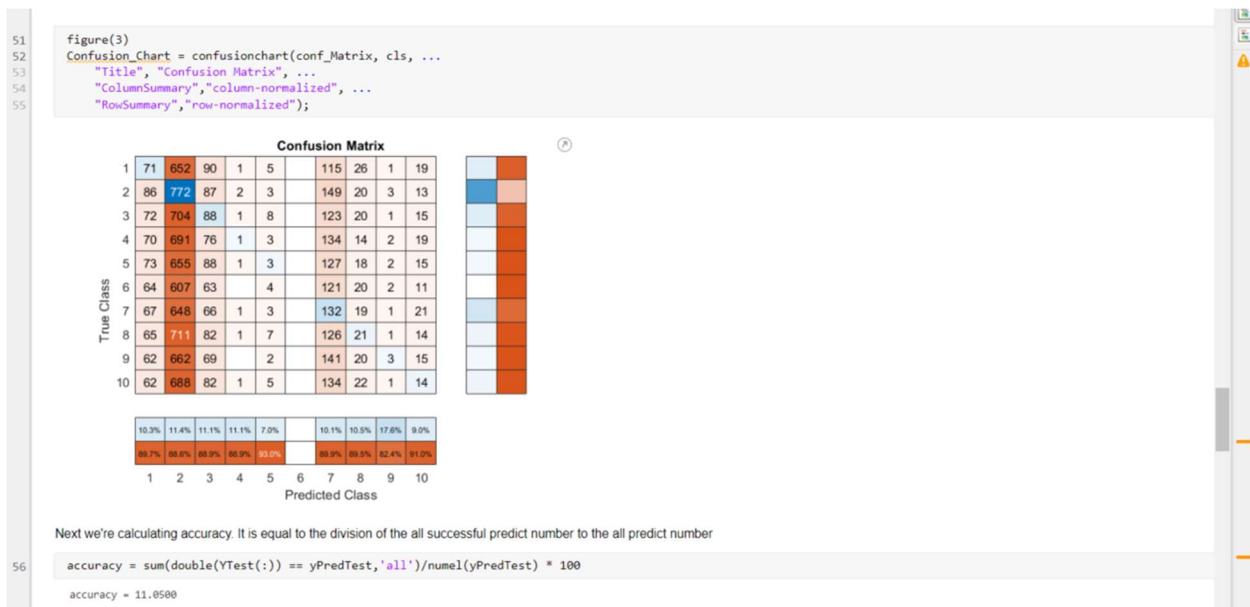 51 figure(3)
52 Confusion_Chart = confusionchart(conf_Matrix, cls, ...
53 "Title", "Confusion Matrix", ...
54 "ColumnSummary","column-normalized", ...
55 "RowSummary","row-normalized");
Confusion Matrix
1 71 652 90 1 5 115 26 1 19
2 86 772 87 2 3 149 20 3 13
3 72 704 88 1 8 123 20 1 15
4 70 691 76 1 3 134 14 2 19
5 73 655 88 1 3 127 18 2 15
6 64 607 63 4 121 20 2 11
7 67 648 66 1 3 132 19 1 21
8 65 711 82 1 7 126 21 1 14
9 62 662 69 2 141 20 3 15
10 62 688 82 1 5 134 22 1 14
True Class
10.3% 11.4% 11.1% 11.1% 7.0% 10.1% 10.5% 17.6% 9.0%
89.7% 88.6% 88.9% 88.9% 93.0% 89.9% 89.5% 82.4% 91.0%
1 2 3 4 5 6 7 8 9 10
Predicted Class
Next we're calculating accuracy. It is equal to the division of the all successful predict number to the all predict number
56 accuracy = sum(double(YTest(:)) == yPredTest,'all')/numel(yPredTest) * 100
accuracy = 11.0500